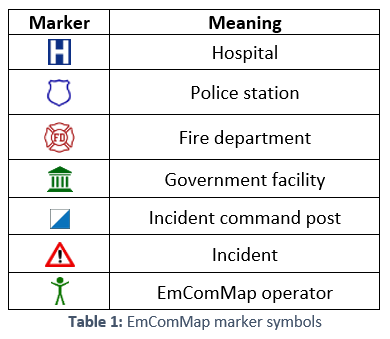 Marker Meaning
H Hospital
Police station
FD Fire department
Government facility
Incident command post
! Incident
EmComMap operator
Table 1: EmComMap marker symbols